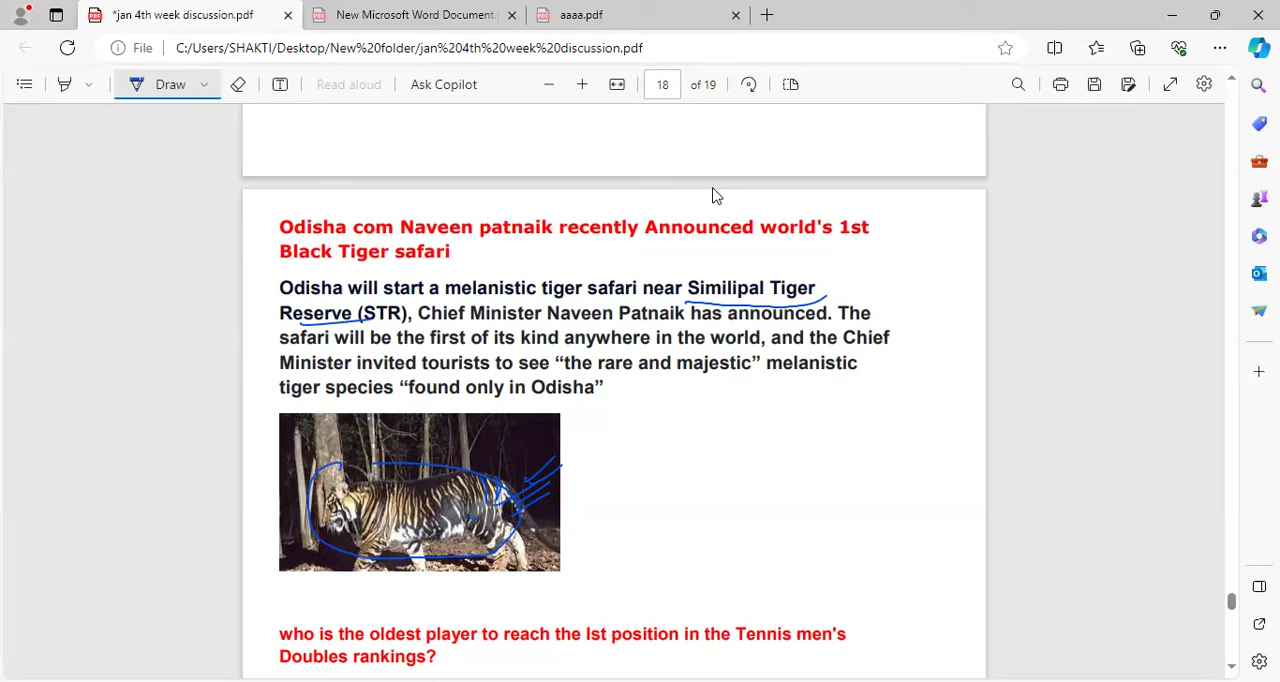 *jan 4th week discussion.pdf
New Microsoft Word Document.
aaaa.pdf
File
C:/Users/SHAKTI/Desktop/New%20folder/jan%204th%20week%20discussion.pdf
Draw
Read aloud
Ask Copilot
18 of 19
Odisha com Naveen patnaik recently Announced world's 1st
Black Tiger safari
Odisha will start a melanistic tiger safari near Similipal Tiger
Reserve (STR), Chief Minister Naveen Patnaik has announced. The
safari will be the first of its kind anywhere in the world, and the Chief
Minister invited tourists to see “the rare and majestic” melanistic
tiger species “found only in Odisha”
who is the oldest player to reach the Ist position in the Tennis men's
Doubles rankings?